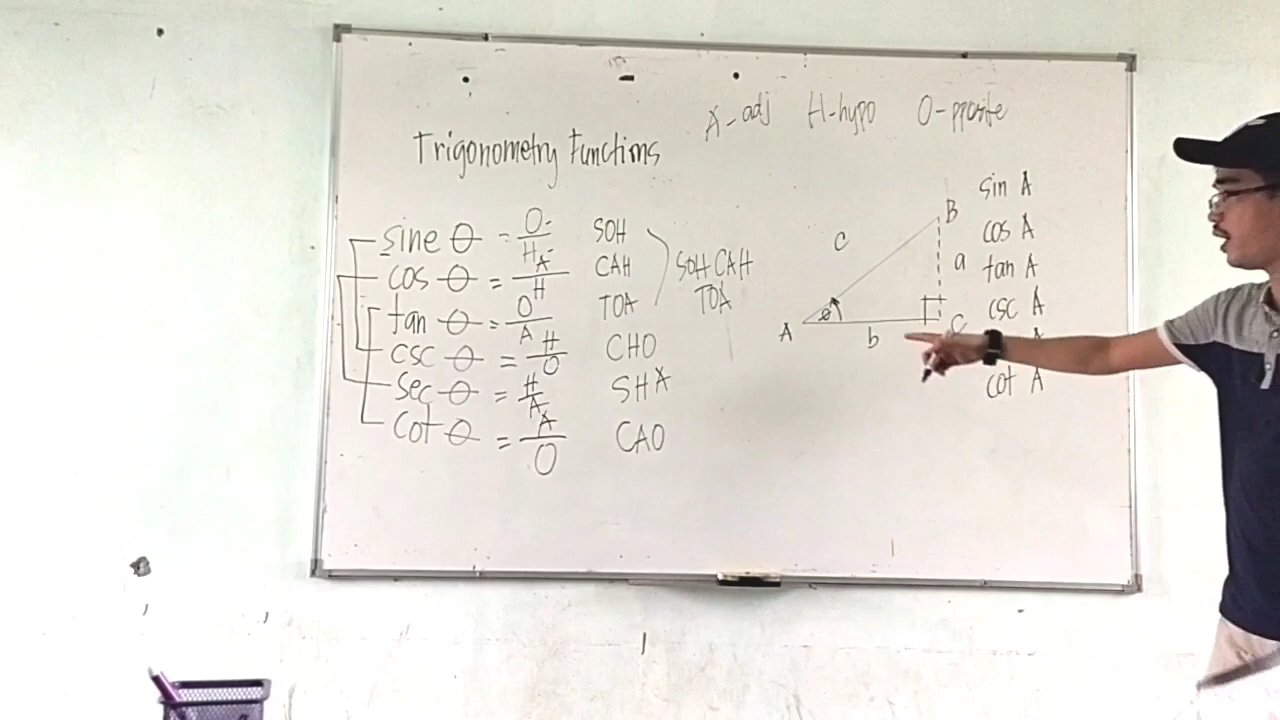 A-adj H-hypo O-pposite
Trigonometry Functions
sine θ = O/H SOH
cos θ = A/H CAH
tan θ = O/A TOA
csc θ = H/O CHO
sec θ = H/A SHA
cot θ = A/O CAO
SOH CAH
TOA
B
c
a
A
θ
b
C
sin A
cos A
tan A
csc A
A
cot A